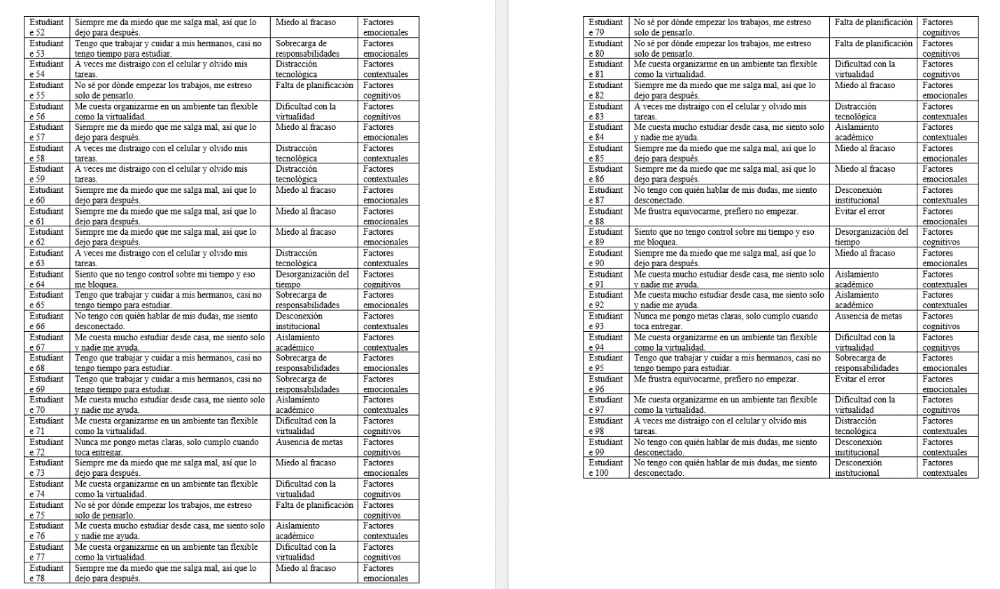 Estudiant Siempre me da miedo que me salga mal, así que lo Miedo al fracaso Factores
e 52 dejo para después. emocionales
Estudiant Tengo que trabajar y cuidar a mis hermanos, casi no Sobrecarga de Factores
e 53 tengo tiempo para estudiar. responsabilidades emocionales
Estudiant A veces me distraigo con el celular y olvido mis Distracción Factores
e 54 tareas. tecnológica contextuales
Estudiant No sé por dónde empezar los trabajos, me estreso Falta de planificación Factores
e 55 solo de pensarlo. cognitivos
Estudiant Me cuesta organizarme en un ambiente tan flexible Dificultad con la Factores
e 56 como la virtualidad. virtualidad cognitivos
Estudiant Siempre me da miedo que me salga mal, así que lo Miedo al fracaso Factores
e 57 dejo para después. emocionales
Estudiant A veces me distraigo con el celular y olvido mis Distracción Factores
e 58 tareas. tecnológica contextuales
Estudiant A veces me distraigo con el celular y olvido mis Distracción Factores
e 59 tareas. tecnológica contextuales
Estudiant Siempre me da miedo que me salga mal, así que lo Miedo al fracaso Factores
e 60 dejo para después. emocionales
Estudiant Siempre me da miedo que me salga mal, así que lo Miedo al fracaso Factores
e 61 dejo para después. emocionales
Estudiant Siempre me da miedo que me salga mal, así que lo Miedo al fracaso Factores
e 62 dejo para después. emocionales
Estudiant A veces me distraigo con el celular y olvido mis Distracción Factores
e 63 tareas. tecnológica contextuales
Estudiant Siento que no tengo control sobre mi tiempo y eso Desorganización del Factores
e 64 me bloquea. tiempo cognitivos
Estudiant Tengo que trabajar y cuidar a mis hermanos, casi no Sobrecarga de Factores
e 65 tengo tiempo para estudiar. responsabilidades emocionales
Estudiant No tengo con quién hablar de mis dudas, me siento Desconexión Factores
e 66 desconectado. institucional contextuales
Estudiant Me cuesta mucho estudiar desde casa, me siento solo Aislamiento Factores
e 67 y nadie me ayuda. académico contextuales
Estudiant Tengo que trabajar y cuidar a mis hermanos, casi no Sobrecarga de Factores
e 68 tengo tiempo para estudiar. responsabilidades emocionales
Estudiant Tengo que trabajar y cuidar a mis hermanos, casi no Sobrecarga de Factores
e 69 tengo tiempo para estudiar. responsabilidades emocionales
Estudiant Me cuesta mucho estudiar desde casa, me siento solo Aislamiento Factores
e 70 y nadie me ayuda. académico contextuales
Estudiant Me cuesta organizarme en un ambiente tan flexible Dificultad con la Factores
e 71 como la virtualidad. virtualidad cognitivos
Estudiant Nunca me pongo metas claras, solo cumplo cuando Ausencia de metas Factores
e 72 toca entregar. cognitivos
Estudiant Siempre me da miedo que me salga mal, así que lo Miedo al fracaso Factores
e 73 dejo para después. emocionales
Estudiant Me cuesta organizarme en un ambiente tan flexible Dificultad con la Factores
e 74 como la virtualidad. virtualidad cognitivos
Estudiant No sé por dónde empezar los trabajos, me estreso Falta de planificación Factores
e 75 solo de pensarlo. cognitivos
Estudiant Me cuesta mucho estudiar desde casa, me siento solo Aislamiento Factores
e 76 y nadie me ayuda. académico contextuales
Estudiant Me cuesta organizarme en un ambiente tan flexible Dificultad con la Factores
e 77 como la virtualidad. virtualidad cognitivos
Estudiant Siempre me da miedo que me salga mal, así que lo Miedo al fracaso Factores
e 78 dejo para después. emocionales
Estudiant No sé por dónde empezar los trabajos, me estreso Falta de planificación Factores
e 79 solo de pensarlo. cognitivos
Estudiant No sé por dónde empezar los trabajos, me estreso Falta de planificación Factores
e 80 solo de pensarlo. cognitivos
Estudiant Me cuesta organizarme en un ambiente tan flexible Dificultad con la Factores
e 81 como la virtualidad. virtualidad cognitivos
Estudiant Siempre me da miedo que me salga mal, así que lo Miedo al fracaso Factores
e 82 dejo para después. emocionales
Estudiant A veces me distraigo con el celular y olvido mis Distracción Factores
e 83 tareas. tecnológica contextuales
Estudiant Me cuesta mucho estudiar desde casa, me siento solo Aislamiento Factores
e 84 y nadie me ayuda. académico contextuales
Estudiant Siempre me da miedo que me salga mal, así que lo Miedo al fracaso Factores
e 85 dejo para después. emocionales
Estudiant Siempre me da miedo que me salga mal, así que lo Miedo al fracaso Factores
e 86 dejo para después. emocionales
Estudiant No tengo con quién hablar de mis dudas, me siento Desconexión Factores
e 87 desconectado. institucional contextuales
Estudiant Me frustra equivocarme, prefiero no empezar. Evitar el error Factores
e 88 emocionales
Estudiant Siento que no tengo control sobre mi tiempo y eso Desorganización del Factores
e 89 me bloquea. tiempo cognitivos
Estudiant Siempre me da miedo que me salga mal, así que lo Miedo al fracaso Factores
e 90 dejo para después. emocionales
Estudiant Me cuesta mucho estudiar desde casa, me siento solo Aislamiento Factores
e 91 y nadie me ayuda. académico contextuales
Estudiant Me cuesta mucho estudiar desde casa, me siento solo Aislamiento Factores
e 92 y nadie me ayuda. académico contextuales
Estudiant Nunca me pongo metas claras, solo cumplo cuando Ausencia de metas Factores
e 93 toca entregar. cognitivos
Estudiant Me cuesta organizarme en un ambiente tan flexible Dificultad con la Factores
e 94 como la virtualidad. virtualidad cognitivos
Estudiant Tengo que trabajar y cuidar a mis hermanos, casi no Sobrecarga de Factores
e 95 tengo tiempo para estudiar. responsabilidades emocionales
Estudiant Me frustra equivocarme, prefiero no empezar. Evitar el error Factores
e 96 emocionales
Estudiant Me cuesta organizarme en un ambiente tan flexible Dificultad con la Factores
e 97 como la virtualidad. virtualidad cognitivos
Estudiant A veces me distraigo con el celular y olvido mis Distracción Factores
e 98 tareas. tecnológica contextuales
Estudiant No tengo con quién hablar de mis dudas, me siento Desconexión Factores
e 99 desconectado. institucional contextuales
Estudiant No tengo con quién hablar de mis dudas, me siento Desconexión Factores
e 100 desconectado. institucional contextuales